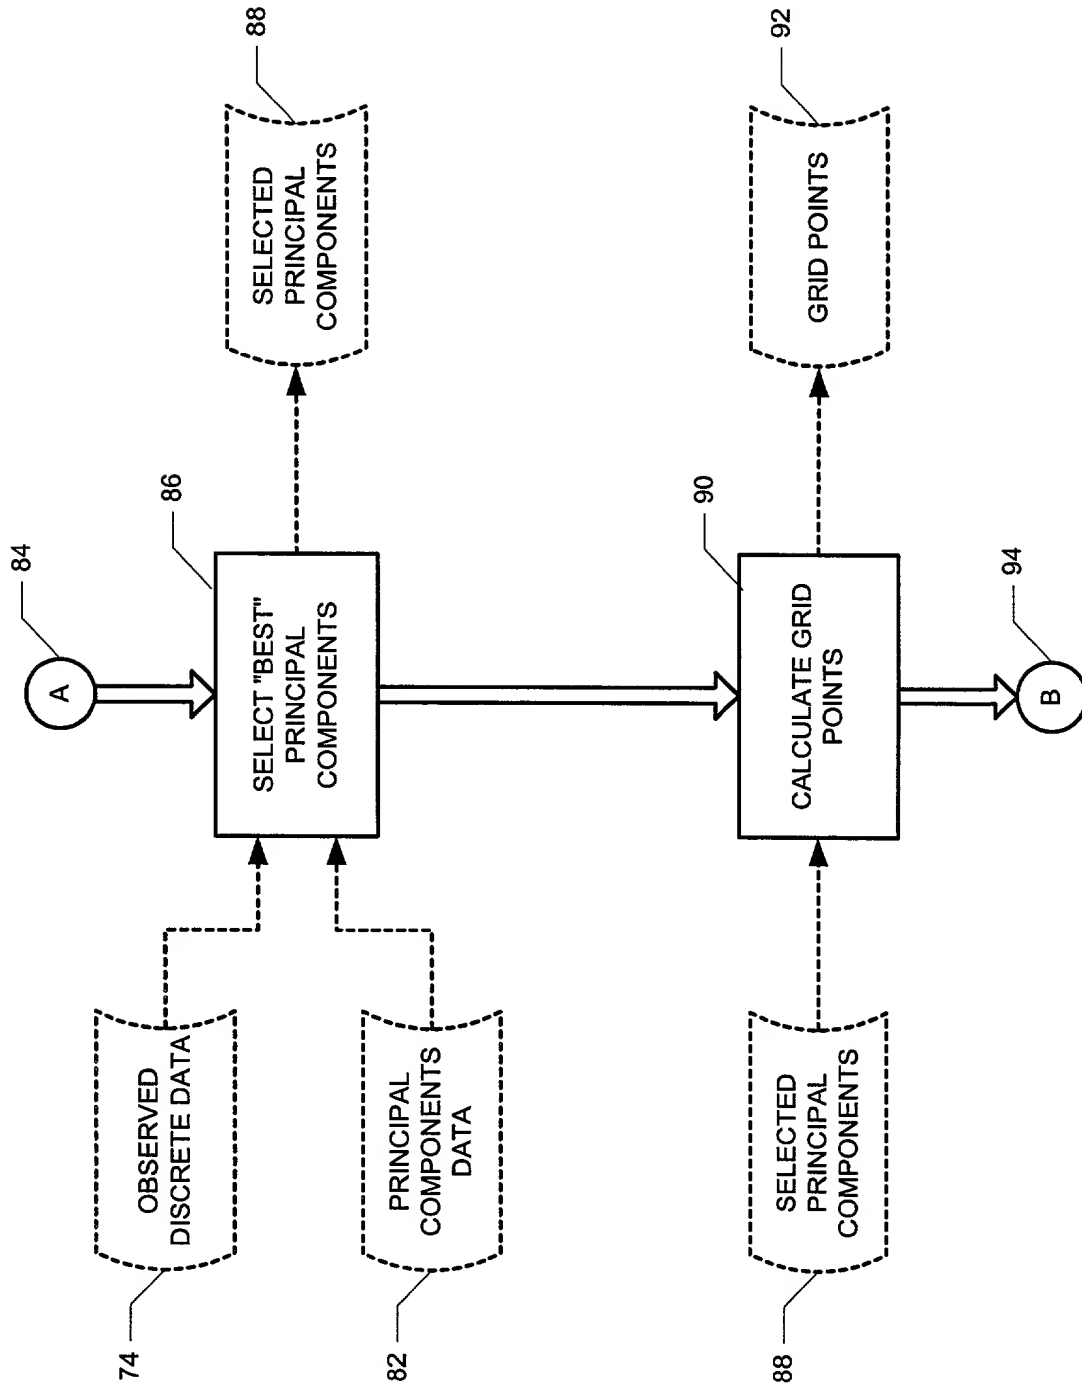 84
A
86
SELECT "BEST"
PRINCIPAL
COMPONENTS
88
SELECTED
PRINCIPAL
COMPONENTS
74
OBSERVED
DISCRETE DATA
82
PRINCIPAL
COMPONENTS
DATA
90
CALCULATE GRID
POINTS
92
GRID POINTS
88
SELECTED
PRINCIPAL
COMPONENTS
94
B